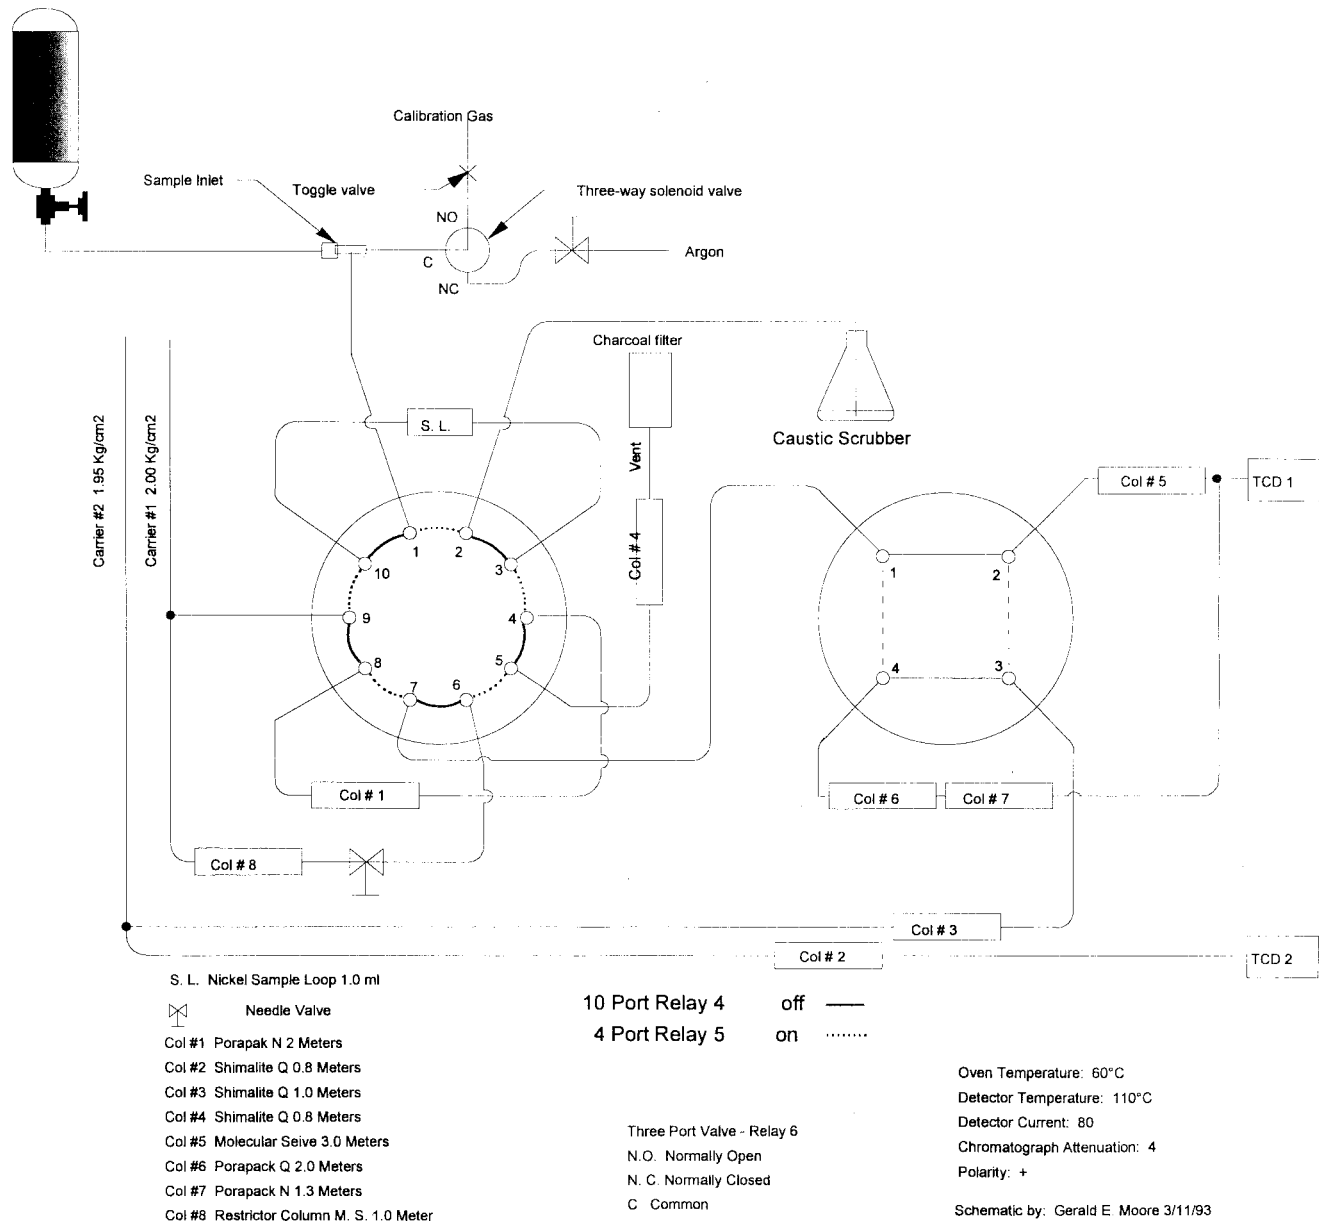 Calibration Gas
Sample Inlet
Toggle valve
Three-way solenoid valve
NO
C
NC
Argon
Charcoal filter
Caustic Scrubber
Carrier #2 1.95 Kg/cm2
Carrier #1 2.00 Kg/cm2
S. L.
Vent
Col # 4
Col # 5
TCD 1
1
2
3
4
5
6
7
8
9
10
1
2
3
4
Col # 1
Col # 6
Col # 7
Col # 8
Col # 3
Col # 2
TCD 2
S. L. Nickel Sample Loop 1.0 ml
Needle Valve
Col #1 Porapak N 2 Meters
Col #2 Shimalite Q 0.8 Meters
Col #3 Shimalite Q 1.0 Meters
Col #4 Shimalite Q 0.8 Meters
Col #5 Molecular Seive 3.0 Meters
Col #6 Porapack Q 2.0 Meters
Col #7 Porapack N 1.3 Meters
Col #8 Restrictor Column M. S. 1.0 Meter
10 Port Relay 4 off
4 Port Relay 5 on
Three Port Valve - Relay 6
N.O. Normally Open
N. C. Normally Closed
C Common
Oven Temperature: 60°C
Detector Temperature: 110°C
Detector Current: 80
Chromatograph Attenuation: 4
Polarity: +
Schematic by: Gerald E. Moore 3/11/93